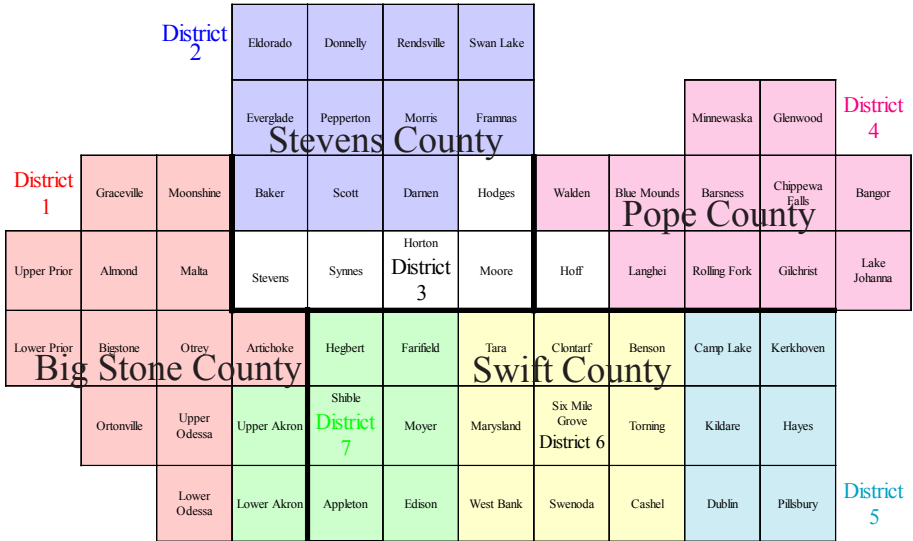 District
2
Eldorado
Donnelly
Rendsville
Swan Lake
Everglade
Pepperton
Morris
Framnas
Stevens County
Minnewaska
Glenwood
District
4
District
1
Graceville
Moonshine
Baker
Scott
Darnen
Hodges
Walden
Blue Mounds
Barsness
Chippewa
Falls
Bangor
Pope County
Upper Prior
Almond
Malta
Stevens
Synnes
Horton
District
3
Moore
Hoff
Langhei
Rolling Fork
Gilchrist
Lake
Johanna
Lower Prior
Bigstone
Otrey
Artichoke
Hegbert
Farifield
Tara
Clontarf
Benson
Camp Lake
Kerkhoven
Big Stone County
Swift County
Ortonville
Upper
Odessa
Upper Akron
Shible
District
7
Moyer
Marysland
Six Mile
Grove
District 6
Torning
Kildare
Hayes
Lower
Odessa
Lower Akron
Appleton
Edison
West Bank
Swenoda
Cashel
Dublin
Pillsbury
District
5